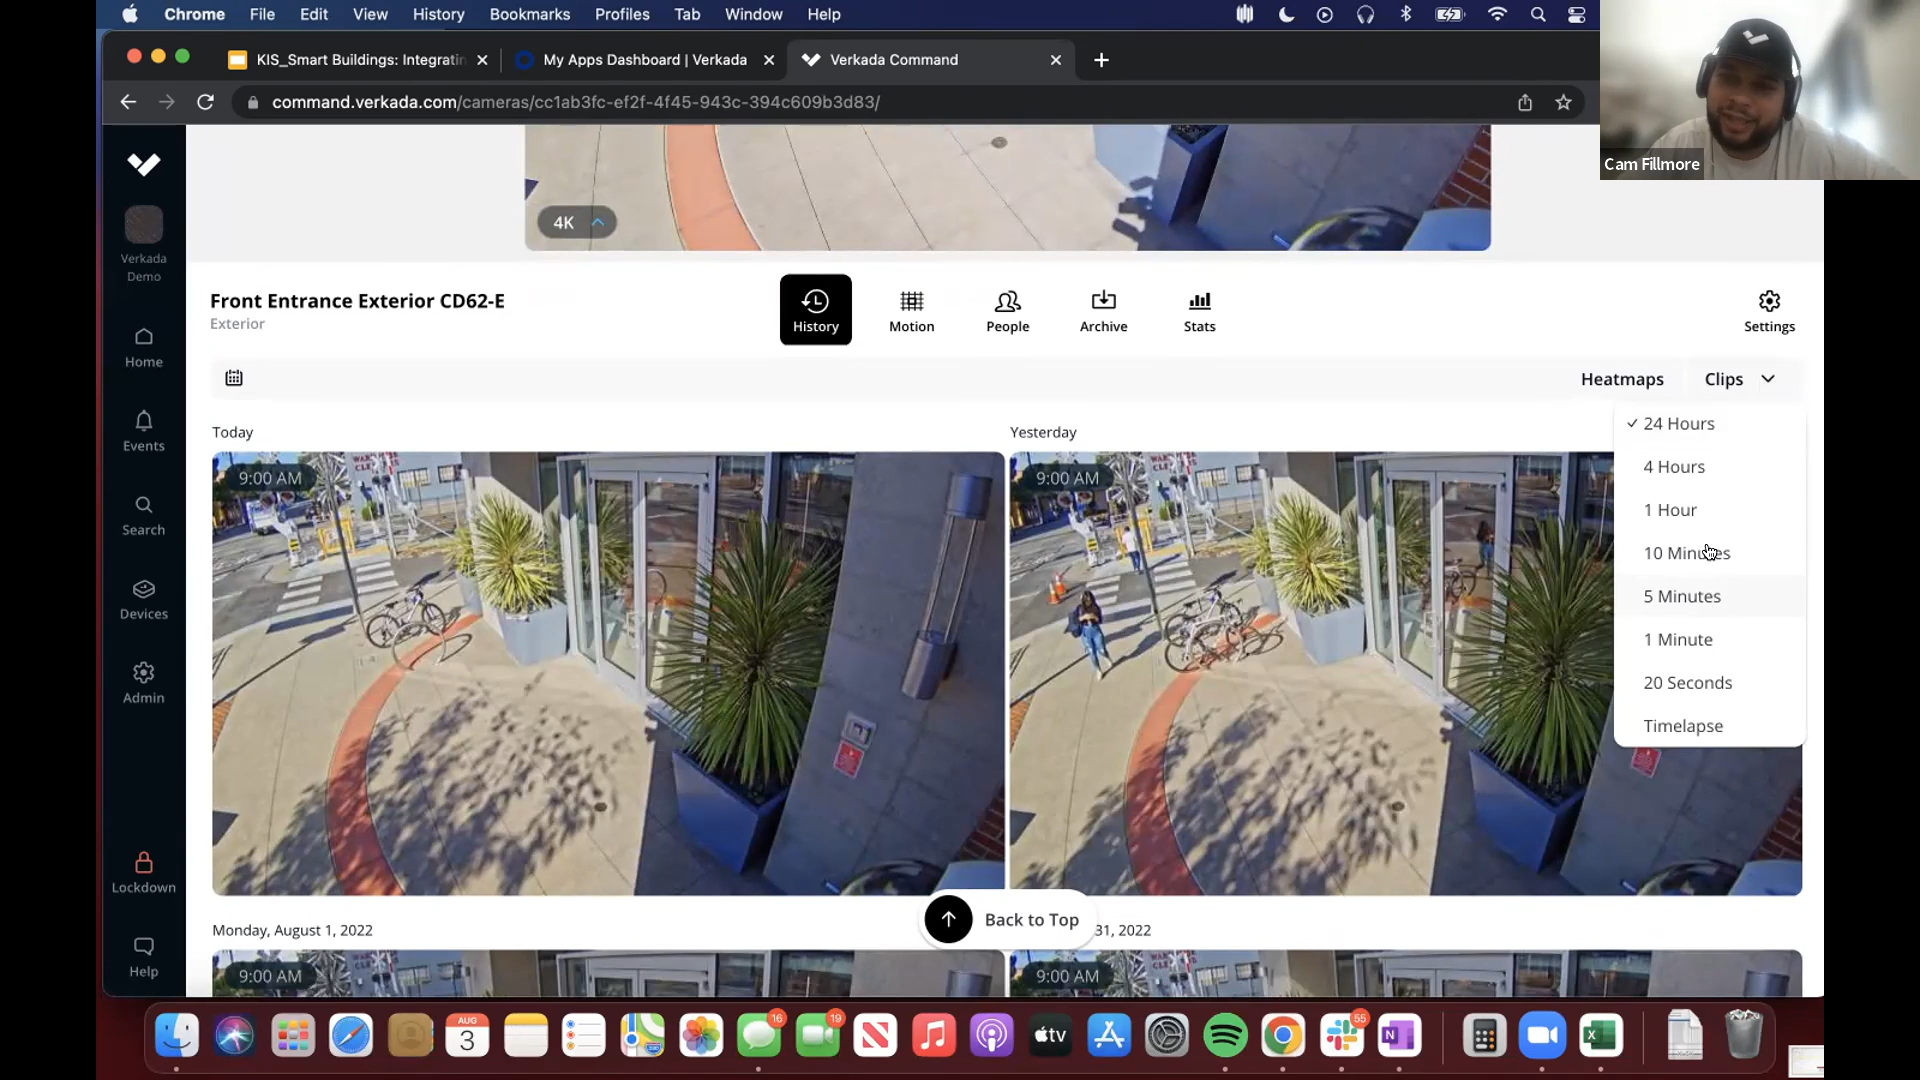 Chrome File Edit View History Bookmarks Profiles Tab Window Help
KIS_Smart Buildings: Integratin
My Apps Dashboard | Verkada
Verkada Command
command.verkada.com/cameras/cc1ab3fc-ef2f-4f45-943c-394c609b3d83/
Cam Fillmore
Verkada
Demo
Home
Events
Search
Devices
Admin
Lockdown
Help
4K
Front Entrance Exterior CD62-E
Exterior
History
Motion
People
Archive
Stats
Settings
Heatmaps
Clips
24 Hours
4 Hours
1 Hour
10 Minutes
5 Minutes
1 Minute
20 Seconds
Timelapse
Today
Yesterday
9:00 AM
9:00 AM
Back to Top
Monday, August 1, 2022
31, 2022
9:00 AM
9:00 AM
AUG
3
16
19
tv
55
N
X